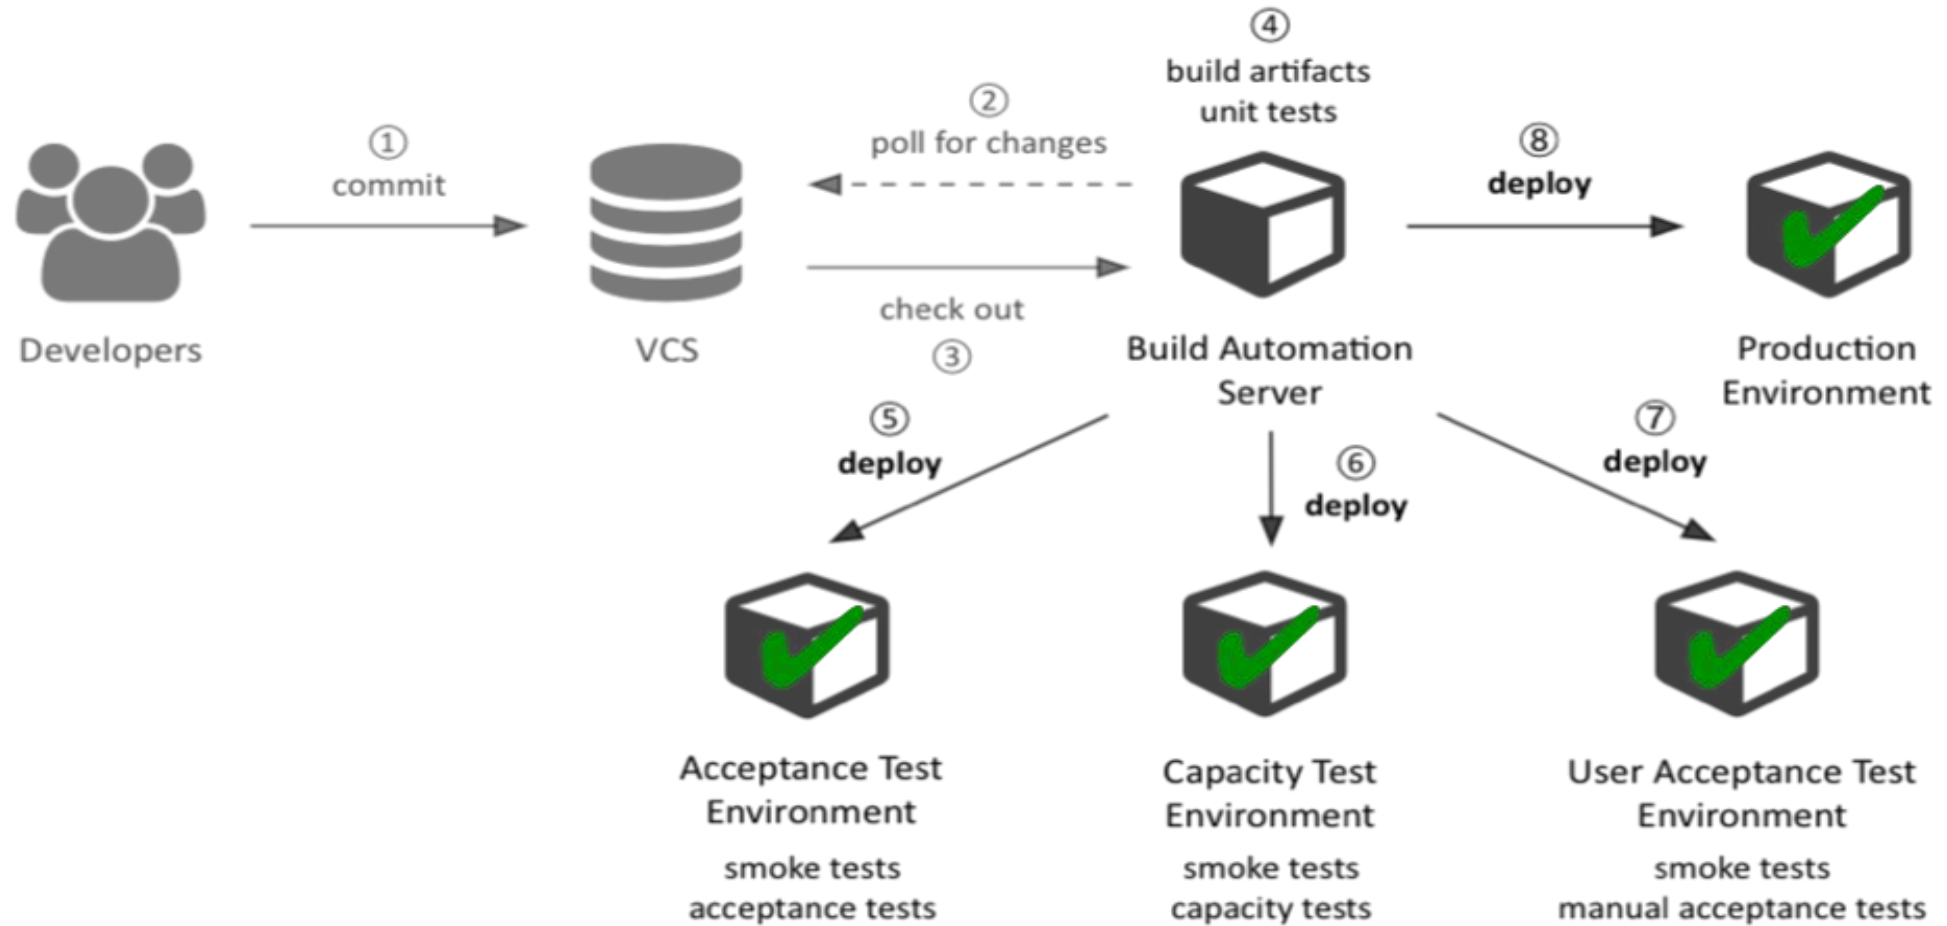 ①
commit
Developers
VCS
②
poll for changes
check out
③
④
build artifacts
unit tests
Build Automation
Server
⑧
deploy
Production
Environment
⑤
deploy
⑥
deploy
⑦
deploy
Acceptance Test
Environment
smoke tests
acceptance tests
Capacity Test
Environment
smoke tests
capacity tests
User Acceptance Test
Environment
smoke tests
manual acceptance tests